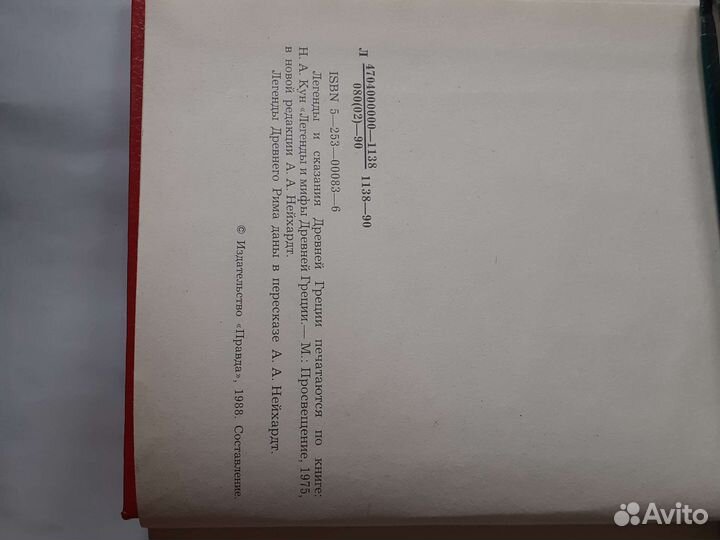 Л 4704000000—1138 1138—90
080(02)—90
ISBN 5—253—00083—6
Легенды и сказания Древней Греции печатаются по книге:
Н. А. Кун «Легенды и мифы Древней Греции.— М.: Просвещение, 1975,
в новой редакции А. А. Нейхардт.
Легенды Древнего Рима даны в пересказе А. А. Нейхардт.
© Издательство «Правда», 1988. Составление.
Avito